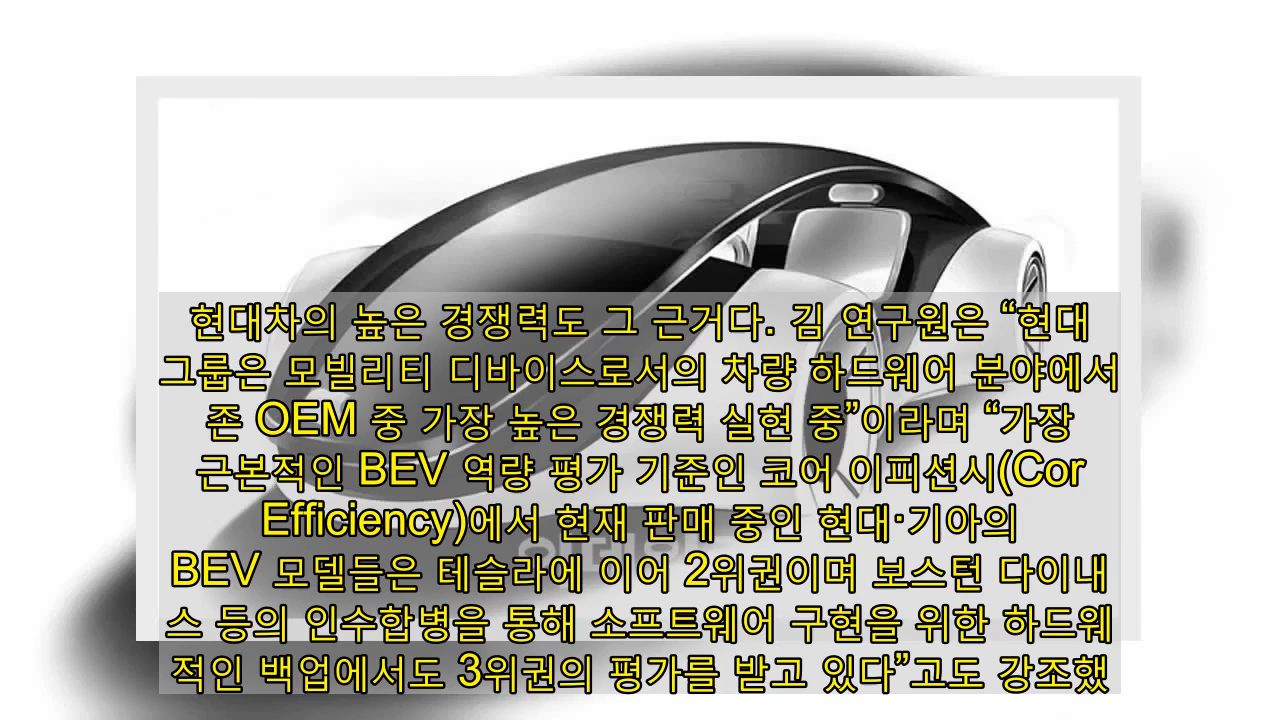 현대차의 높은 경쟁력도 그 근거다. 김 연구원은 “현대
그룹은 모빌리티 디바이스로서의 차량 하드웨어 분야에서
존 OEM 중 가장 높은 경쟁력 실현 중”이라며 “가장
근본적인 BEV 역량 평가 기준인 코어 이피션시(Cor
Efficiency)에서 현재 판매 중인 현대·기아의
BEV 모델들은 테슬라에 이어 2위권이며 보스턴 다이내
스 등의 인수합병을 통해 소프트웨어 구현을 위한 하드웨
적인 백업에서도 3위권의 평가를 받고 있다”고도 강조했